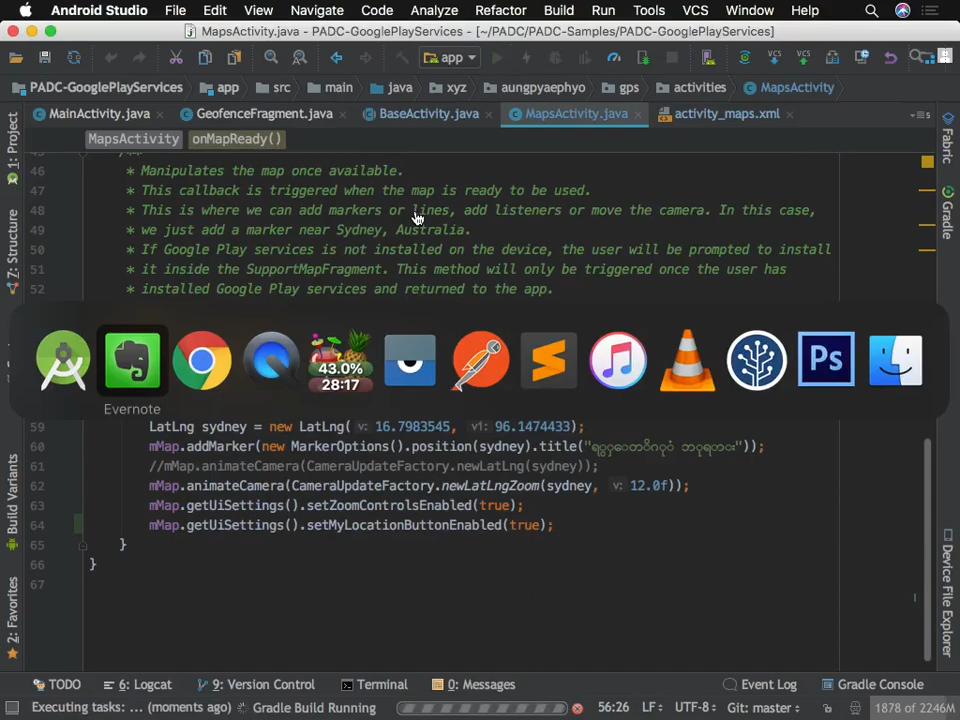 Android Studio File Edit View Navigate Code Analyze Refactor Build Run Tools VCS Window Help
MapsActivity.java - PADC-GooglePlayServices - [~/PADC/PADC-Samples/PADC-GooglePlayServices]
app
PADC-GooglePlayServices app src main java xyz aungpyaephyo gps activities MapsActivity
MainActivity.java GeofenceFragment.java BaseActivity.java MapsActivity.java activity_maps.xml
MapsActivity onMapReady()
46 * Manipulates the map once available.
47 * This callback is triggered when the map is ready to be used.
48 * This is where we can add markers or lines, add listeners or move the camera. In this case,
49 * we just add a marker near Sydney, Australia.
50 * If Google Play services is not installed on the device, the user will be prompted to install
51 * it inside the SupportMapFragment. This method will only be triggered once the user has
52 * installed Google Play services and returned to the app.
43.0%
28:17
Ps
Evernote
59 LatLng sydney = new LatLng( v: 16.7983545, v1: 96.1474433);
60 mMap.addMarker(new MarkerOptions().position(sydney).title("
"));
61 //mMap.animateCamera(CameraUpdateFactory.newLatLng(sydney));
62 mMap.animateCamera(CameraUpdateFactory.newLatLngZoom(sydney, v: 12.0f));
63 mMap.getUiSettings().setZoomControlsEnabled(true);
64 mMap.getUiSettings().setMyLocationButtonEnabled(true);
65 }
66 }
67
1: Project
7: Structure
Build Variants
2: Favorites
Fabric
Gradle
Device File Explorer
TODO 6: Logcat 9: Version Control Terminal 0: Messages Event Log Gradle Console
Executing tasks: ... (moments ago) Gradle Build Running 56:26 LF÷ UTF-8÷ Git: master÷ 1878 of 2246M